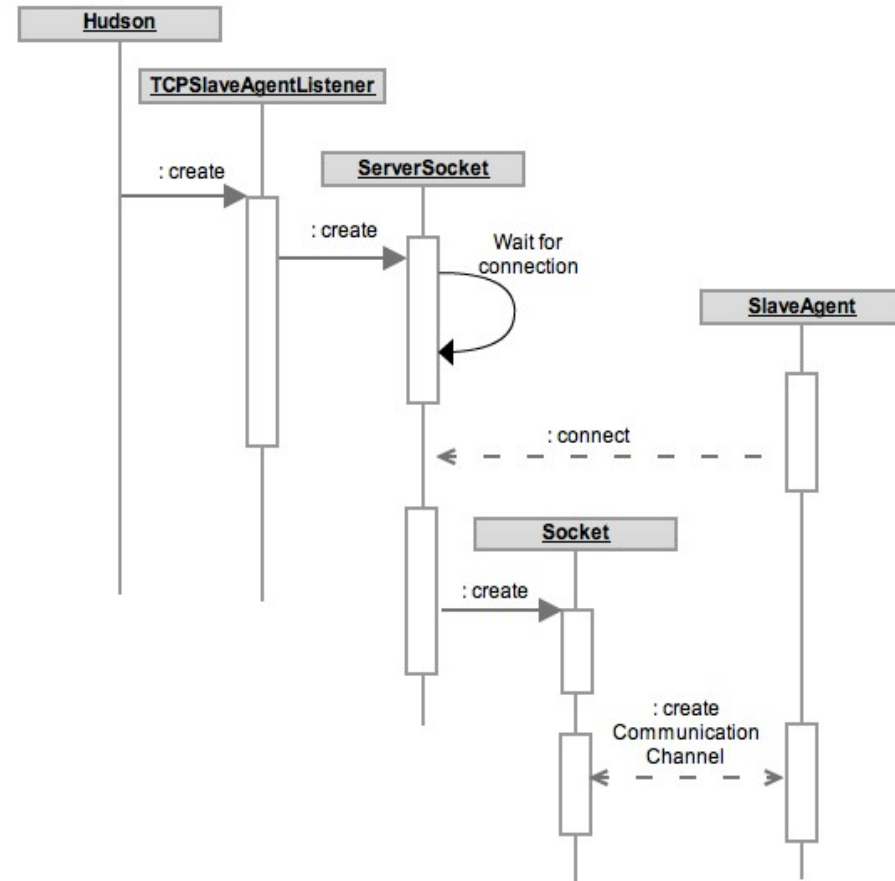 Hudson
TCPSlaveAgentListener
: create
ServerSocket
: create
Wait for
connection
SlaveAgent
: connect
Socket
: create
: create
Communication
Channel